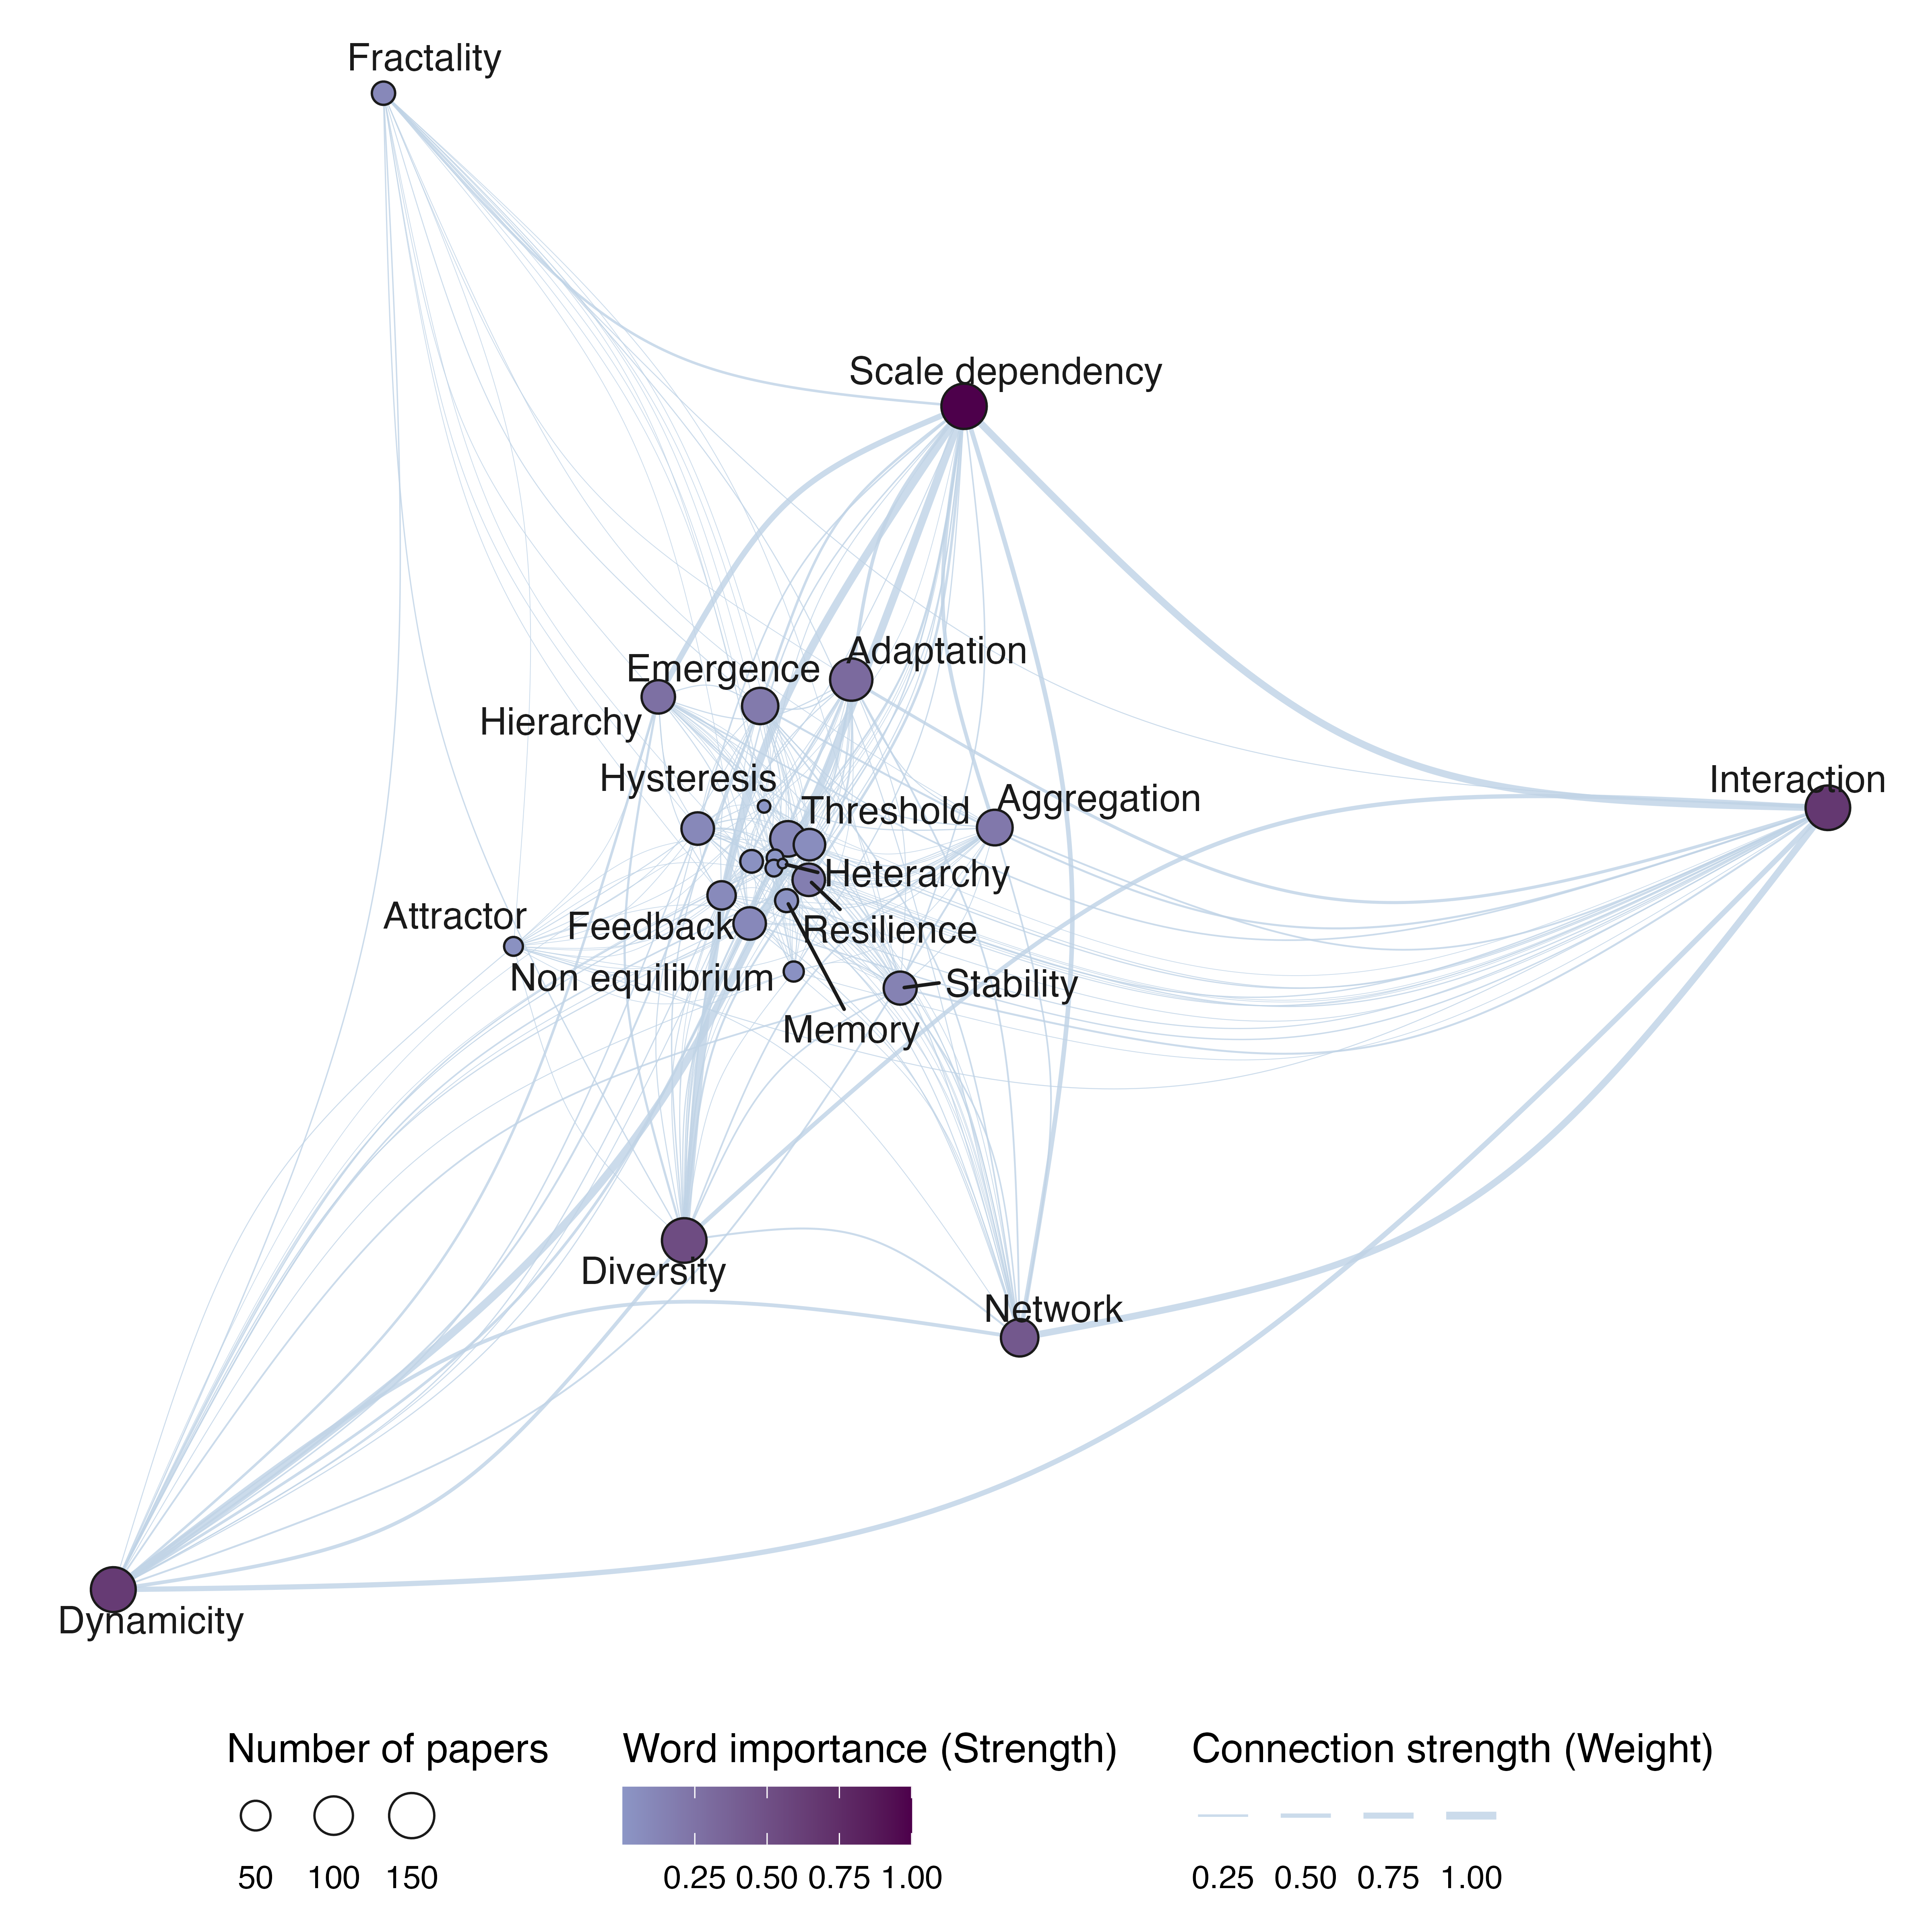 Fractality
Scale dependency
Adaptation
Emergence
Hierarchy
Hysteresis
Interaction
Threshold
Aggregation
Heterarchy
Attractor
Feedback
Resilience
Non equilibrium
Stability
Memory
Diversity
Network
Dynamicity
Number of papers
50 100 150
Word importance (Strength)
0.25 0.50 0.75 1.00
Connection strength (Weight)
0.25 0.50 0.75 1.00